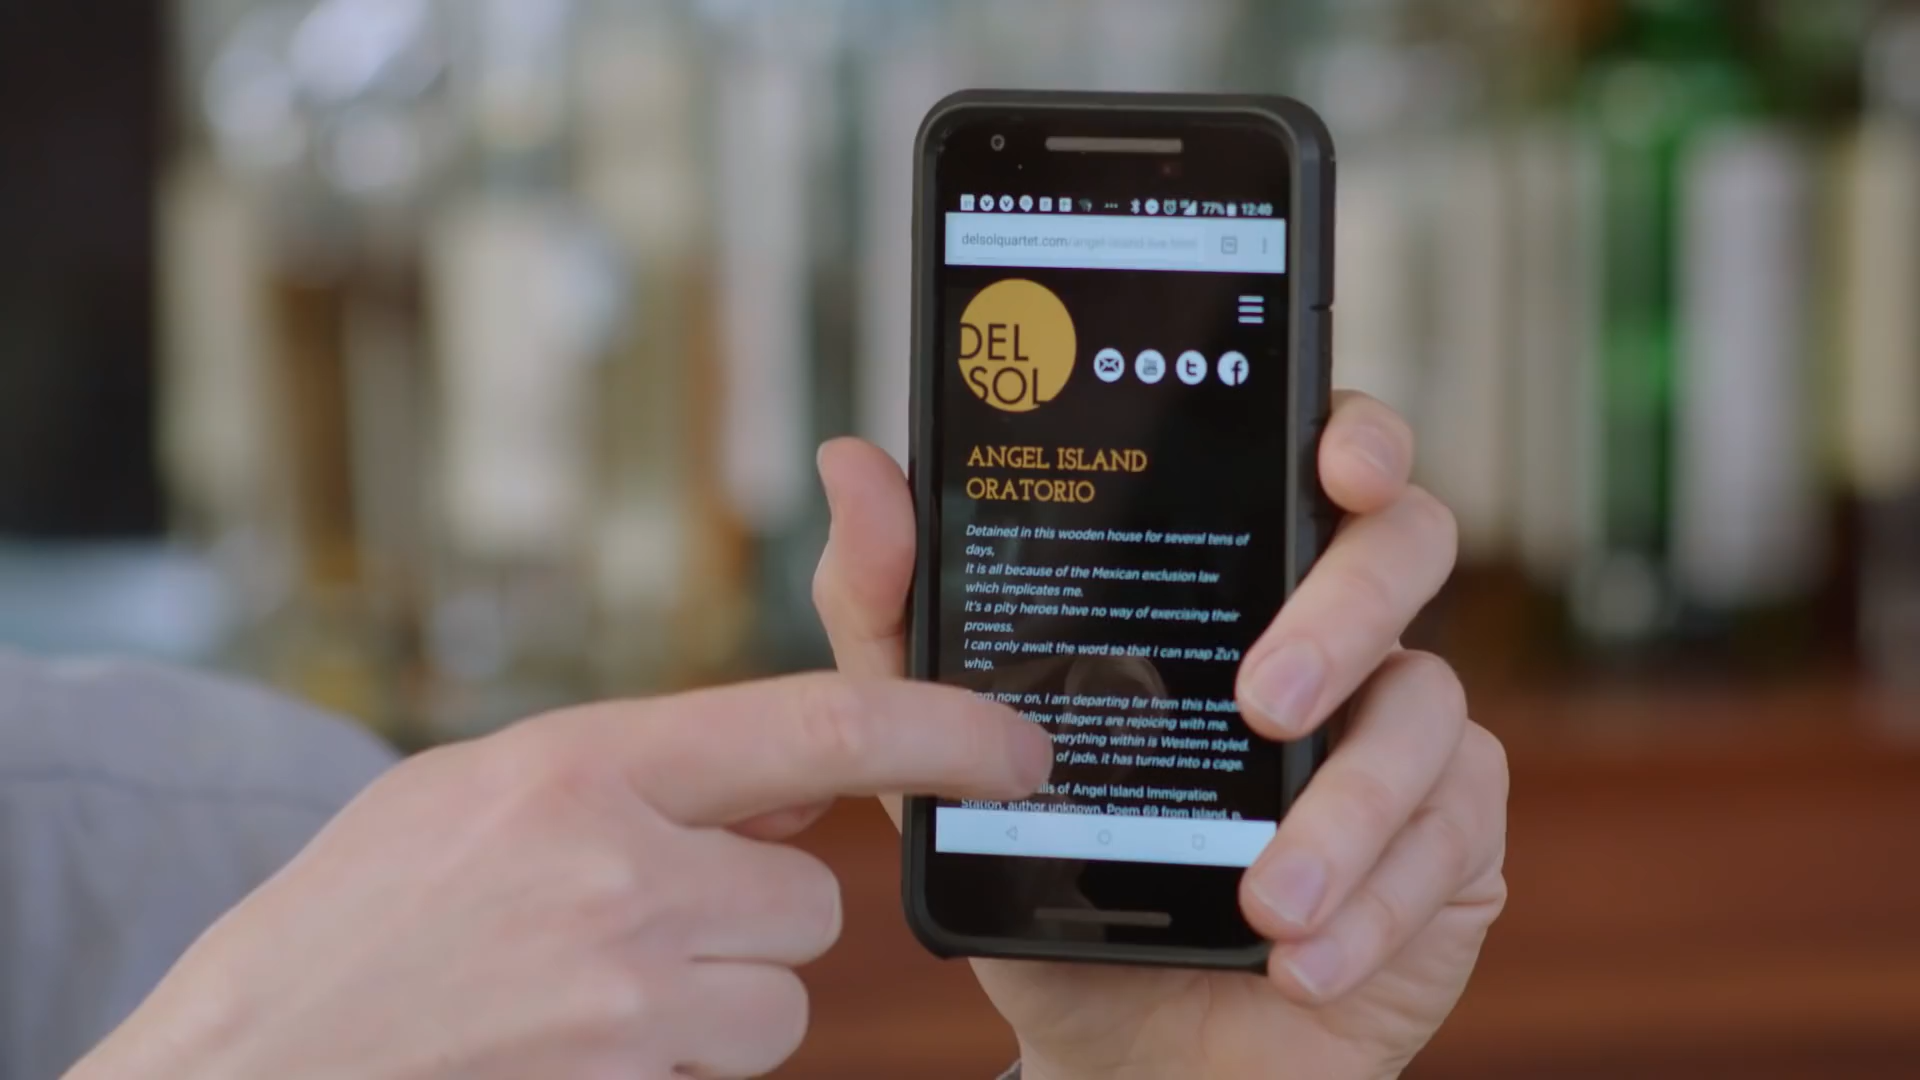 77% 12:40
delsolquartet.com/angel-island-live.html
DEL
SOL
ANGEL ISLAND
ORATORIO
Detained in this wooden house for several tens of
days,
It is all because of the Mexican exclusion law
which implicates me.
It's a pity heroes have no way of exercising their
prowess.
I can only await the word so that I can snap Zu's
whip.
now on, I am departing far from this
villagers are rejoicing with me.
everything within is Western styled.
of jade, it has turned into a cage.
of Angel Island Immigration
Station, author unknown, Poem 69 from Island, p.